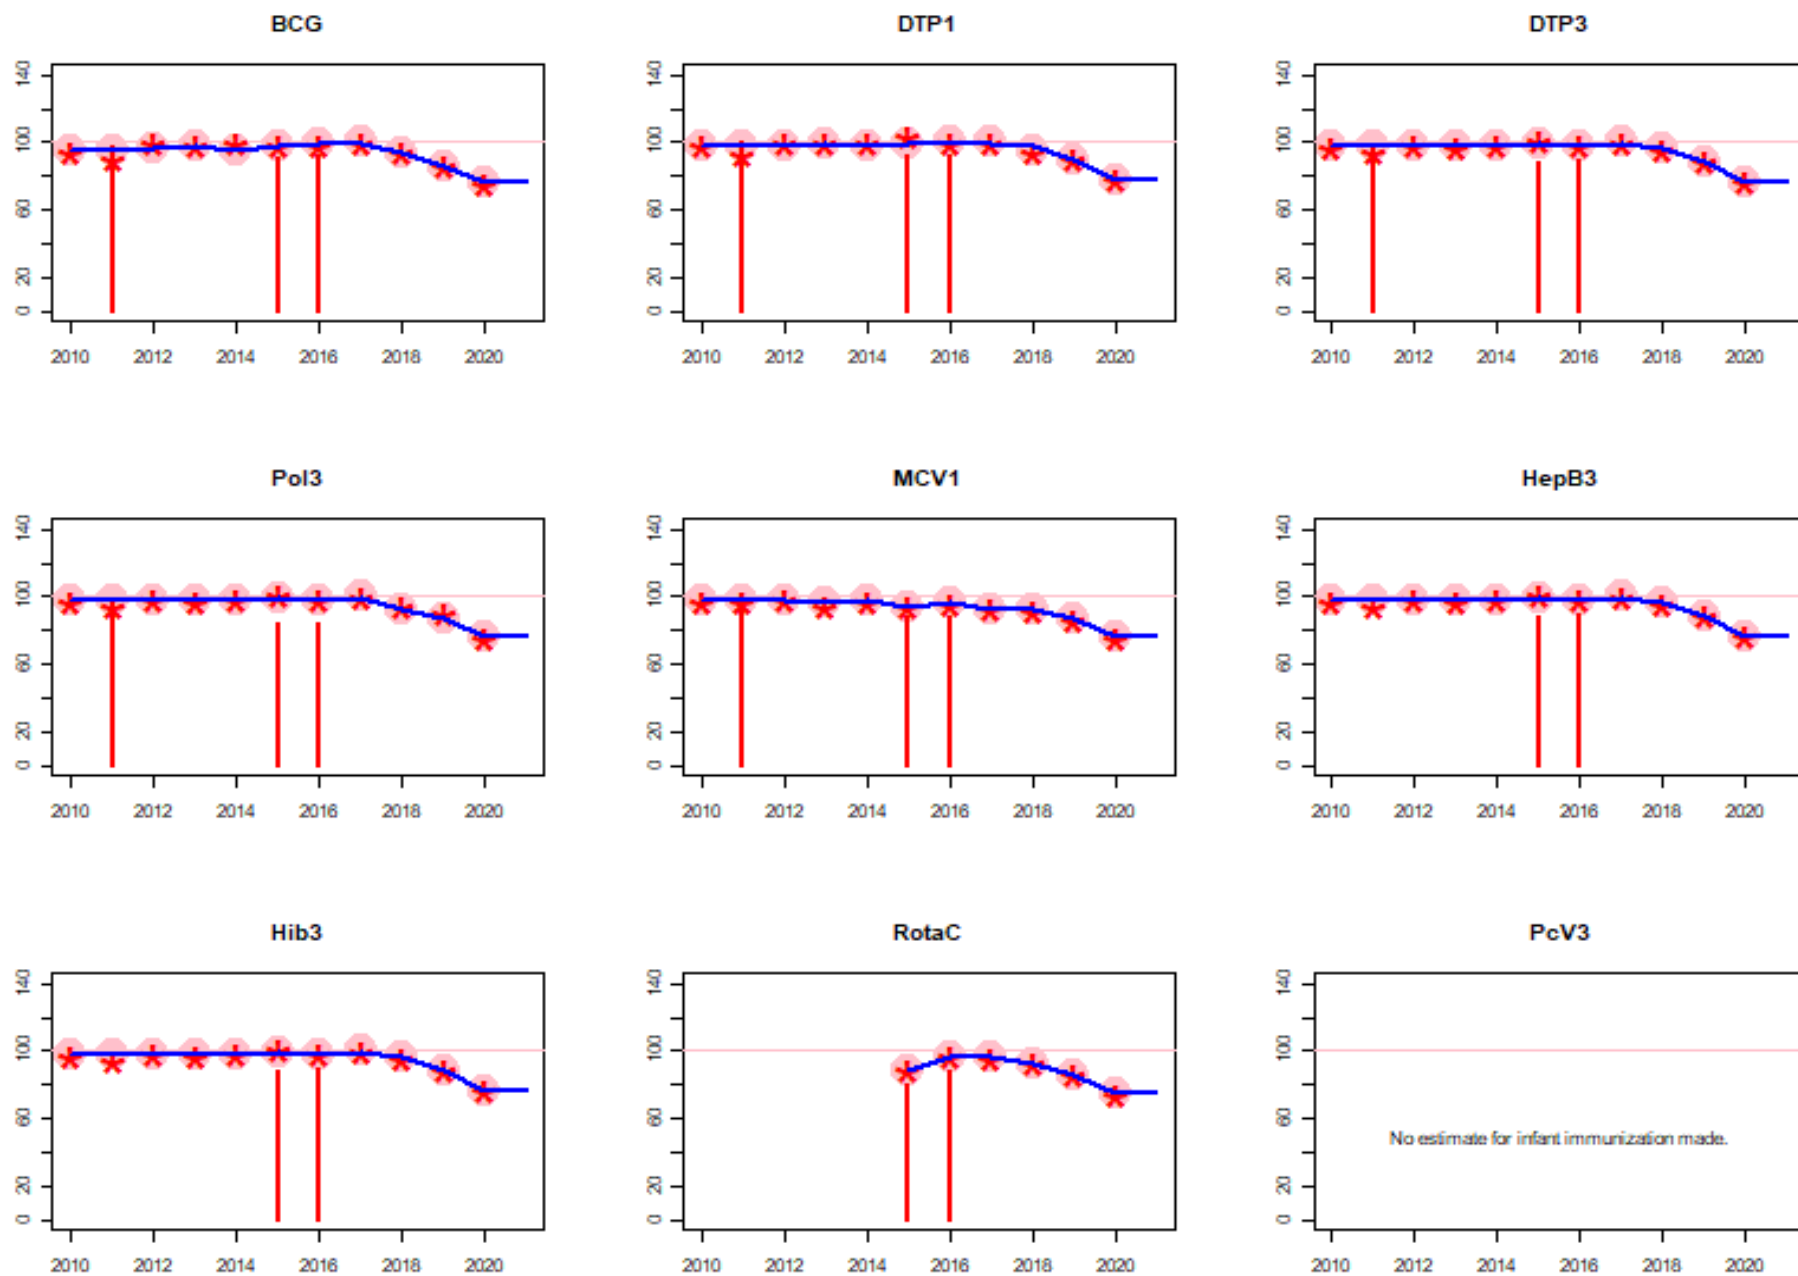 BCG DTP1 DTP3
140 140 140
100 100 100
60 60 60
20 20 20
0 0 0
2010 2012 2014 2016 2018 2020 2010 2012 2014 2016 2018 2020 2010 2012 2014 2016 2018 2020
Pol3 MCV1 HepB3
140 140 140
100 100 100
60 60 60
20 20 20
0 0 0
2010 2012 2014 2016 2018 2020 2010 2012 2014 2016 2018 2020 2010 2012 2014 2016 2018 2020
Hib3 RotaC PcV3
140 140 140
100 100 100
60 60 60
No estimate for infant immunization made.
20 20 20
0 0 0
2010 2012 2014 2016 2018 2020 2010 2012 2014 2016 2018 2020 2010 2012 2014 2016 2018 2020